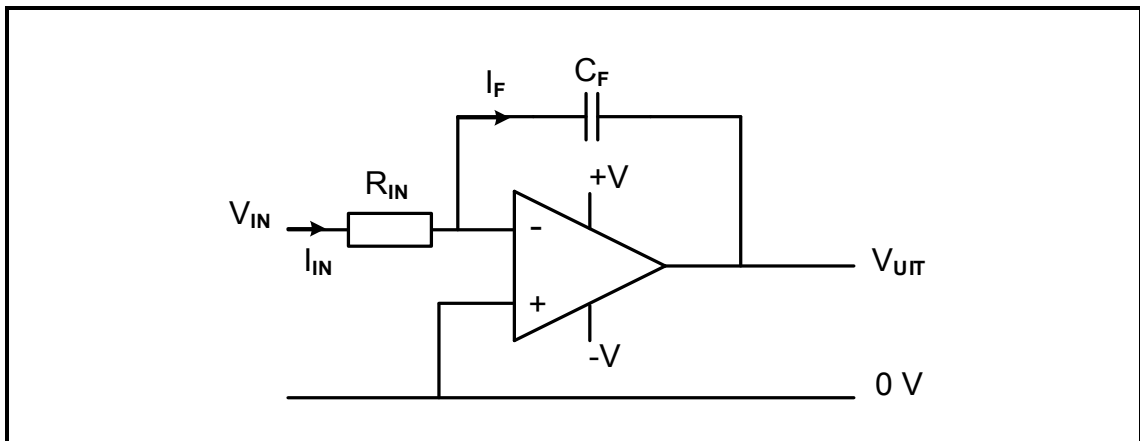 I_F
C_F
+V
R_IN
V_IN
-
I_IN
V_UIT
+
-V
0 V